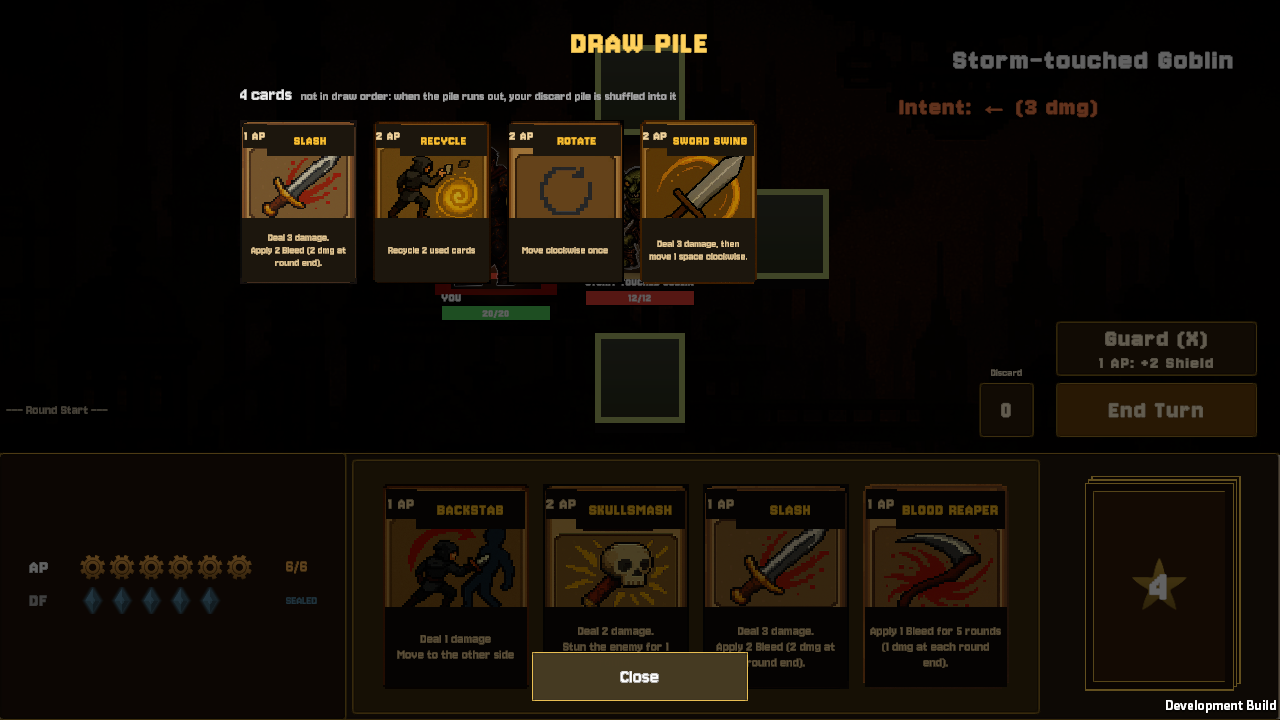 DRAW PILE
Storm-touched Goblin
4 cards not in draw order: when the pile runs out, your discard pile is shuffled into it
Intent: ← (3 dmg)
1 AP SLASH
Deal 3 damage.
Apply 2 Bleed (2 dmg at
round end).
2 AP RECYCLE
Recycle 2 used cards
2 AP ROTATE
Move clockwise once
2 AP SWORD SWING
Deal 3 damage, then
move 1 space clockwise.
YOU
20/20
12/12
Guard (X)
1 AP: +2 Shield
Discard
0
End Turn
── Round Start ──
AP 6/6
DF SEALED
1 AP BACKSTAB
Deal 1 damage
Move to the other side
2 AP SKULLSMASH
Deal 2 damage.
Stun the enemy for 1
1 AP SLASH
Deal 3 damage.
Apply 2 Bleed (2 dmg at
round end).
1 AP BLOOD REAPER
Apply 1 Bleed for 5 rounds
(1 dmg at each round
end).
4
Close
Development Build